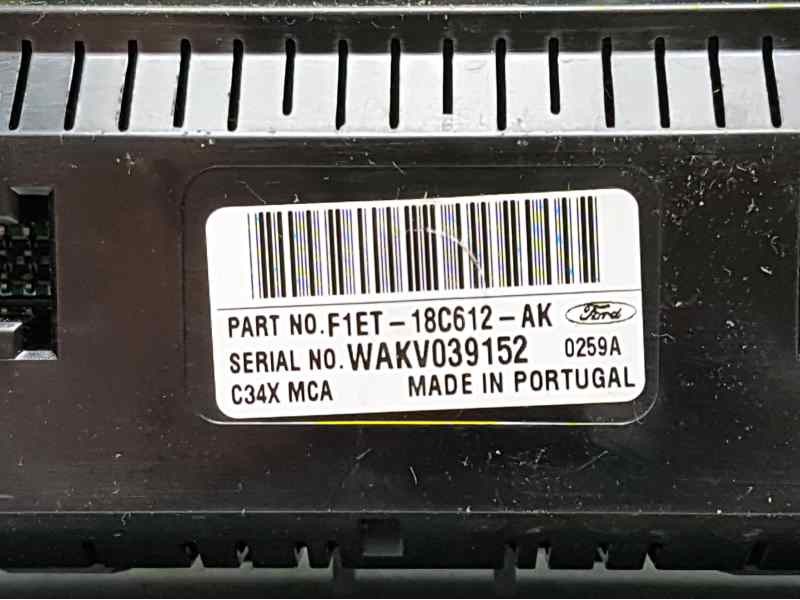 PART NO. F1ET-18C612-AK Ford
SERIAL NO. WAKV039152 0259A
C34X MCA MADE IN PORTUGAL